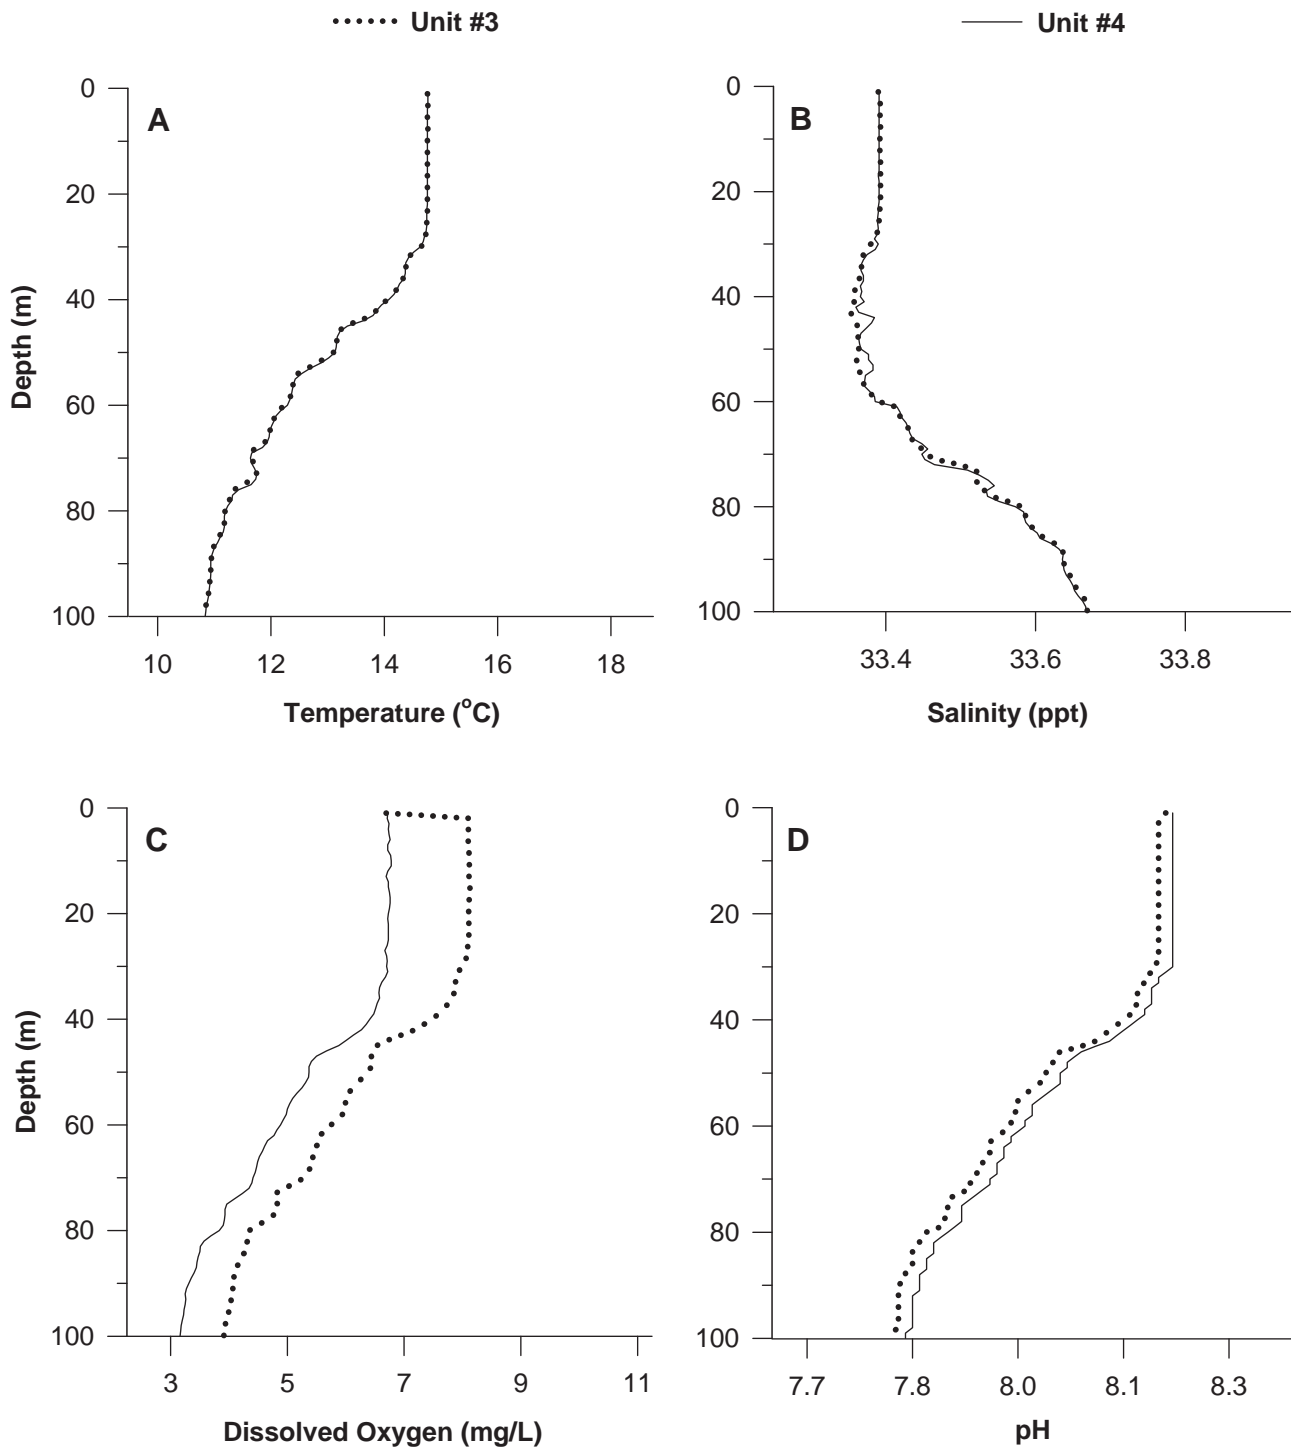 Unit #3
Unit #4
A
0
20
40
60
80
100
Depth (m)
10 12 14 16 18
Temperature (°C)
B
0
20
40
60
80
100
33.4 33.6 33.8
Salinity (ppt)
C
0
20
40
60
80
100
Depth (m)
3 5 7 9 11
Dissolved Oxygen (mg/L)
D
0
20
40
60
80
100
7.7 7.8 8.0 8.1 8.3
pH